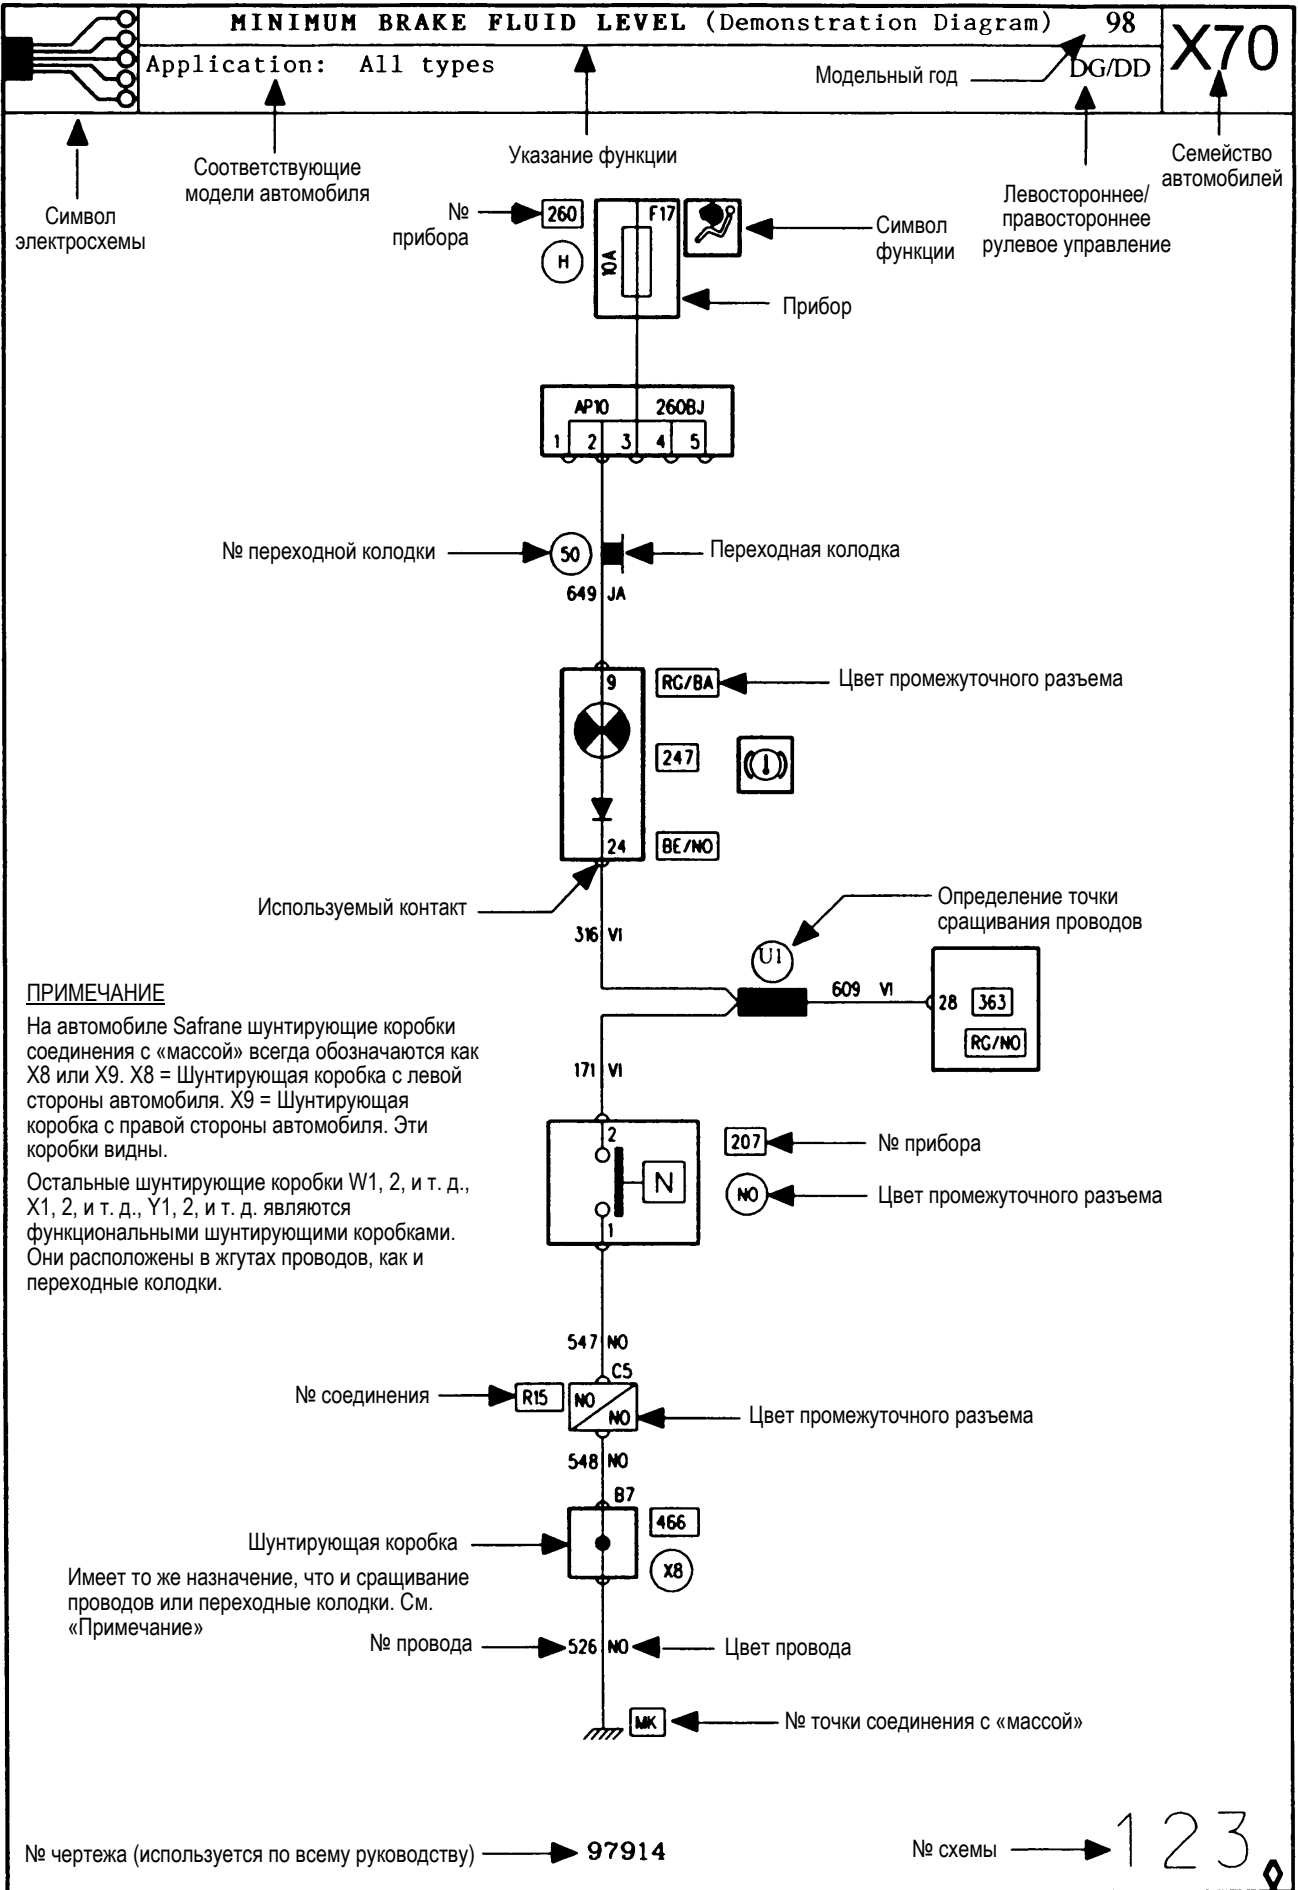 MINIMUM BRAKE FLUID LEVEL (Demonstration Diagram) 98
X70
Application: All types
Модельный год
DG/DD
Символ
электросхемы
Соответствующие
модели автомобиля
Указание функции
Левостороннее/
правостороннее
рулевое управление
Семейство
автомобилей
№
прибора
260
H
F17
10A
Символ
функции
Прибор
AP10 260BJ
1 2 3 4 5
№ переходной колодки
50
Переходная колодка
649 JA
9
RG/BA
Цвет промежуточного разъема
247
24
BE/NO
Используемый контакт
Определение точки
сращивания проводов
316 VI
U1
609 VI
28 363
RG/NO
ПРИМЕЧАНИЕ
На автомобиле Safrane шунтирующие коробки
соединения с «массой» всегда обозначаются как
X8 или X9. X8 = Шунтирующая коробка с левой
стороны автомобиля. X9 = Шунтирующая
коробка с правой стороны автомобиля. Эти
коробки видны.
Остальные шунтирующие коробки W1, 2, и т. д.,
X1, 2, и т. д., Y1, 2, и т. д. являются
функциональными шунтирующими коробками.
Они расположены в жгутах проводов, как и
переходные колодки.
171 VI
2
N
1
207
№ прибора
NO
Цвет промежуточного разъема
547 NO
C5
№ соединения
R15
NO
NO
Цвет промежуточного разъема
548 NO
B7
466
X8
Шунтирующая коробка
Имеет то же назначение, что и сращивание
проводов или переходные колодки. См.
«Примечание»
№ провода
526 NO
Цвет провода
MK
№ точки соединения с «массой»
№ чертежа (используется по всему руководству)
97914
№ схемы
123